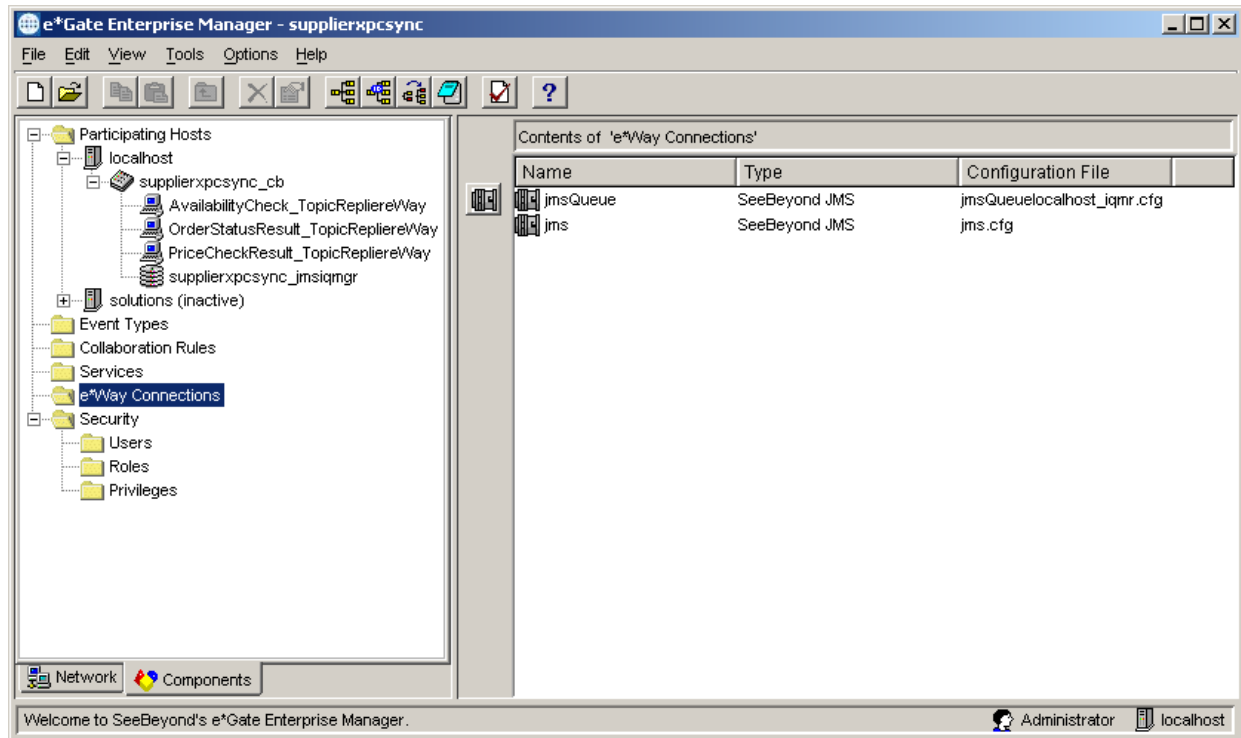 e*Gate Enterprise Manager - supplierxpcsync
File Edit View Tools Options Help
?
Participating Hosts
localhost
supplierxpcsync_cb
AvailabilityCheck_TopicRepliereWay
OrderStatusResult_TopicRepliereWay
PriceCheckResult_TopicRepliereWay
supplierxpcsync_jmsiqmgr
solutions (inactive)
Event Types
Collaboration Rules
Services
e*Way Connections
Security
Users
Roles
Privileges
Network Components
Contents of 'e*Way Connections'
Name Type Configuration File
jmsQueue SeeBeyond JMS jmsQueuelocalhost_iqmr.cfg
jms SeeBeyond JMS jms.cfg
Welcome to SeeBeyond's e*Gate Enterprise Manager. Administrator localhost